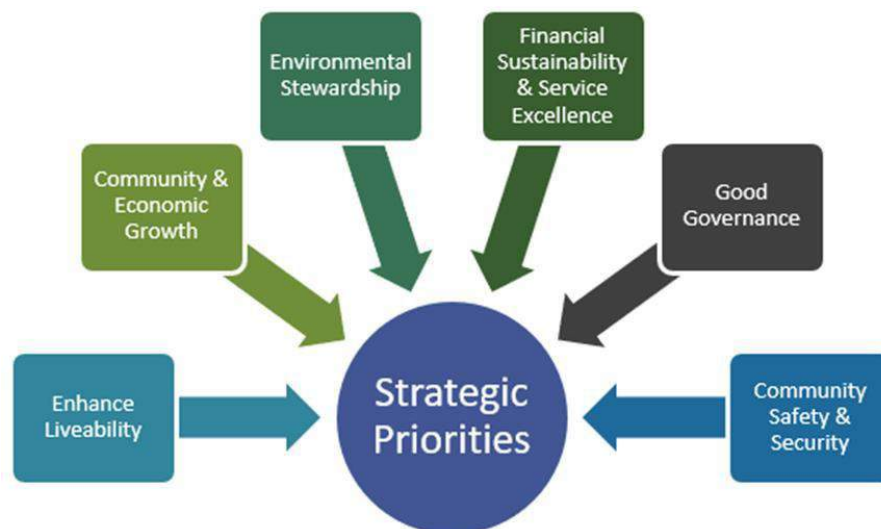 Environmental
Stewardship
Financial
Sustainability
& Service
Excellence
Community &
Economic
Growth
Good
Governance
Enhance
Liveability
Strategic
Priorities
Community
Safety &
Security